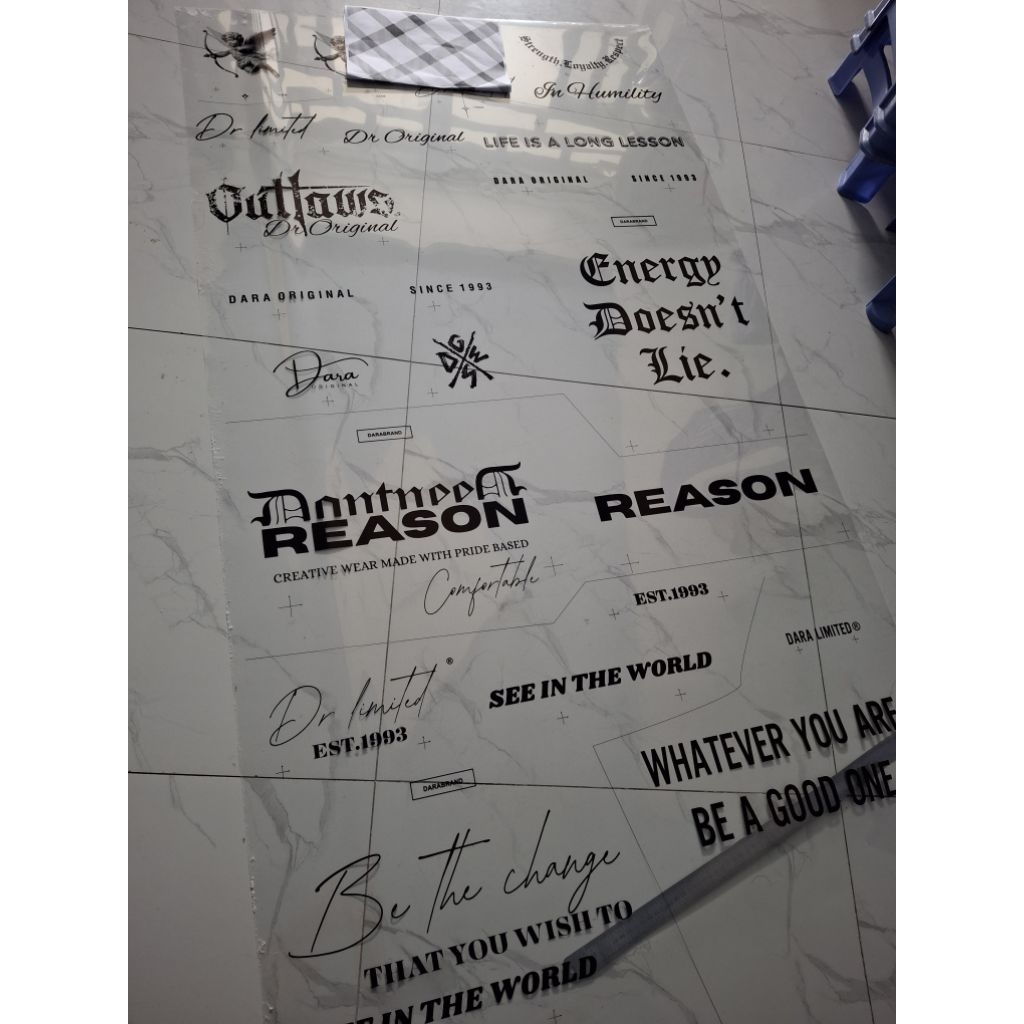 Strength, Loyalty, Respect
In Humility
Dr limited
Dr Original
LIFE IS A LONG LESSON
DARA ORIGINAL
SINCE 1993
Outlaws
Dr Original
DARABRAND
Energy
Doesn't
Lie.
DARA ORIGINAL
SINCE 1993
Dara
ORIGINAL
DARABRAND
REASON
CREATIVE WEAR MADE WITH PRIDE BASED
Comfortable
REASON
EST.1993
DARA LIMITED®
Dr limited ®
EST.1993
SEE IN THE WORLD
WHATEVER YOU ARE
BE A GOOD ONE
DARABRAND
Be the change
THAT YOU WISH TO
IN THE WORLD